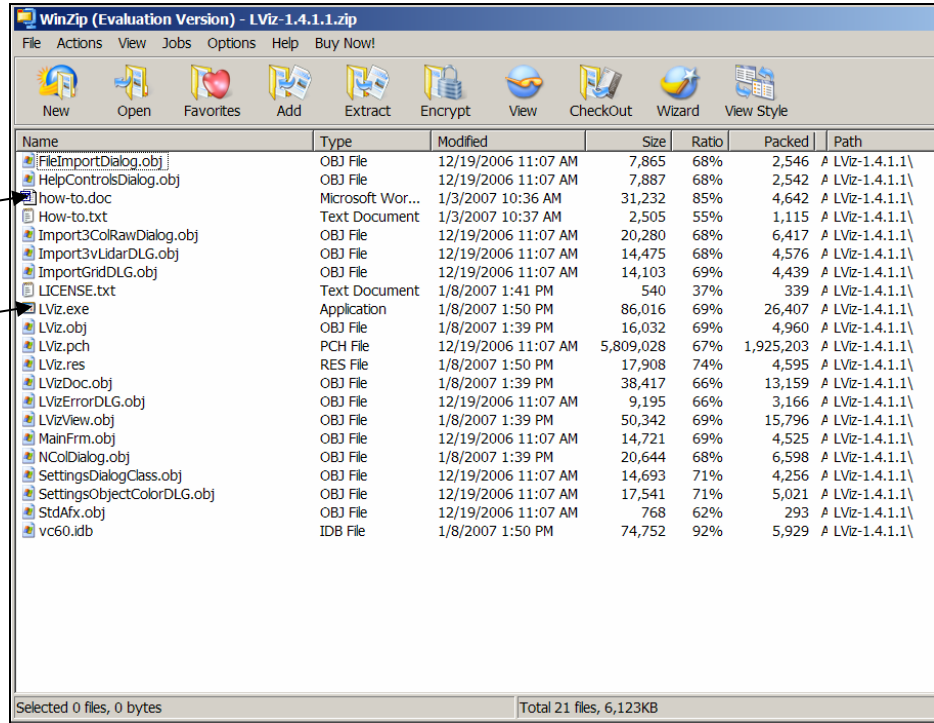 WinZip (Evaluation Version) - LViz-1.4.1.1.zip
File Actions View Jobs Options Help Buy Now!
New Open Favorites Add Extract Encrypt View CheckOut Wizard View Style
Name Type Modified Size Ratio Packed Path
FileImportDialog.obj OBJ File 12/19/2006 11:07 AM 7,865 68% 2,546 A LViz-1.4.1.1\
HelpControlsDialog.obj OBJ File 12/19/2006 11:07 AM 7,887 68% 2,542 A LViz-1.4.1.1\
how-to.doc Microsoft Wor... 1/3/2007 10:36 AM 31,232 85% 4,642 A LViz-1.4.1.1\
How-to.txt Text Document 1/3/2007 10:37 AM 2,505 55% 1,115 A LViz-1.4.1.1\
Import3ColRawDialog.obj OBJ File 12/19/2006 11:07 AM 20,280 68% 6,417 A LViz-1.4.1.1\
Import3vLidarDLG.obj OBJ File 12/19/2006 11:07 AM 14,475 68% 4,576 A LViz-1.4.1.1\
ImportGridDLG.obj OBJ File 12/19/2006 11:07 AM 14,103 69% 4,439 A LViz-1.4.1.1\
LICENSE.txt Text Document 1/8/2007 1:41 PM 540 37% 339 A LViz-1.4.1.1\
LViz.exe Application 1/8/2007 1:50 PM 86,016 69% 26,407 A LViz-1.4.1.1\
LViz.obj OBJ File 1/8/2007 1:39 PM 16,032 69% 4,960 A LViz-1.4.1.1\
LViz.pch PCH File 12/19/2006 11:07 AM 5,809,028 67% 1,925,203 A LViz-1.4.1.1\
LViz.res RES File 1/8/2007 1:50 PM 17,908 74% 4,595 A LViz-1.4.1.1\
LVizDoc.obj OBJ File 1/8/2007 1:39 PM 38,417 66% 13,159 A LViz-1.4.1.1\
LVizErrorDLG.obj OBJ File 12/19/2006 11:07 AM 9,195 66% 3,166 A LViz-1.4.1.1\
LVizView.obj OBJ File 1/8/2007 1:39 PM 50,342 69% 15,796 A LViz-1.4.1.1\
MainFrm.obj OBJ File 12/19/2006 11:07 AM 14,721 69% 4,525 A LViz-1.4.1.1\
NColDialog.obj OBJ File 1/8/2007 1:39 PM 20,644 68% 6,598 A LViz-1.4.1.1\
SettingsDialogClass.obj OBJ File 12/19/2006 11:07 AM 14,693 71% 4,256 A LViz-1.4.1.1\
SettingsObjectColorDLG.obj OBJ File 12/19/2006 11:07 AM 17,541 71% 5,021 A LViz-1.4.1.1\
StdAfx.obj OBJ File 12/19/2006 11:07 AM 768 62% 293 A LViz-1.4.1.1\
vc60.idb IDB File 1/8/2007 1:50 PM 74,752 92% 5,929 A LViz-1.4.1.1\
Selected 0 files, 0 bytes Total 21 files, 6,123KB